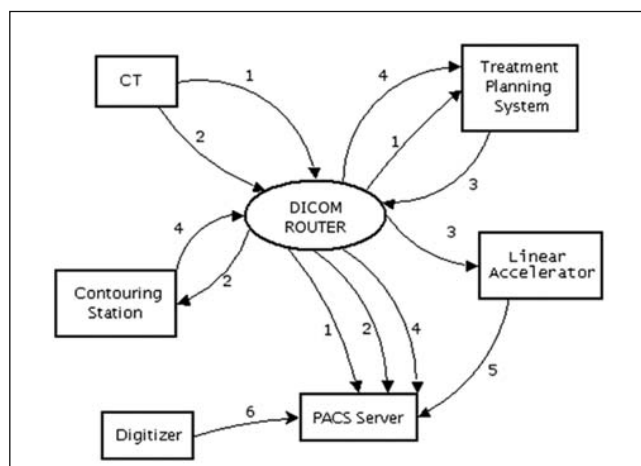 CT
1
2
4
1
Treatment
Planning
System
3
DICOM
ROUTER
4
2
3
Linear
Accelerator
Contouring
Station
1
2
4
5
Digitizer
6
PACS Server